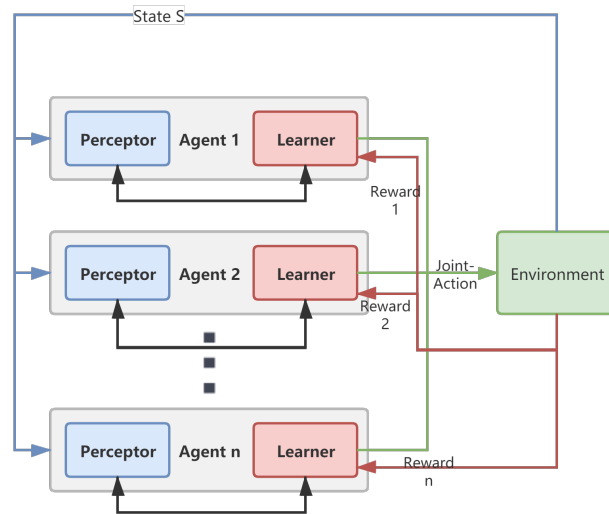 State S
Perceptor Agent 1 Learner
Reward
1
Perceptor Agent 2 Learner
Joint-
Action
Environment
Reward
2
Perceptor Agent n Learner
Reward
n